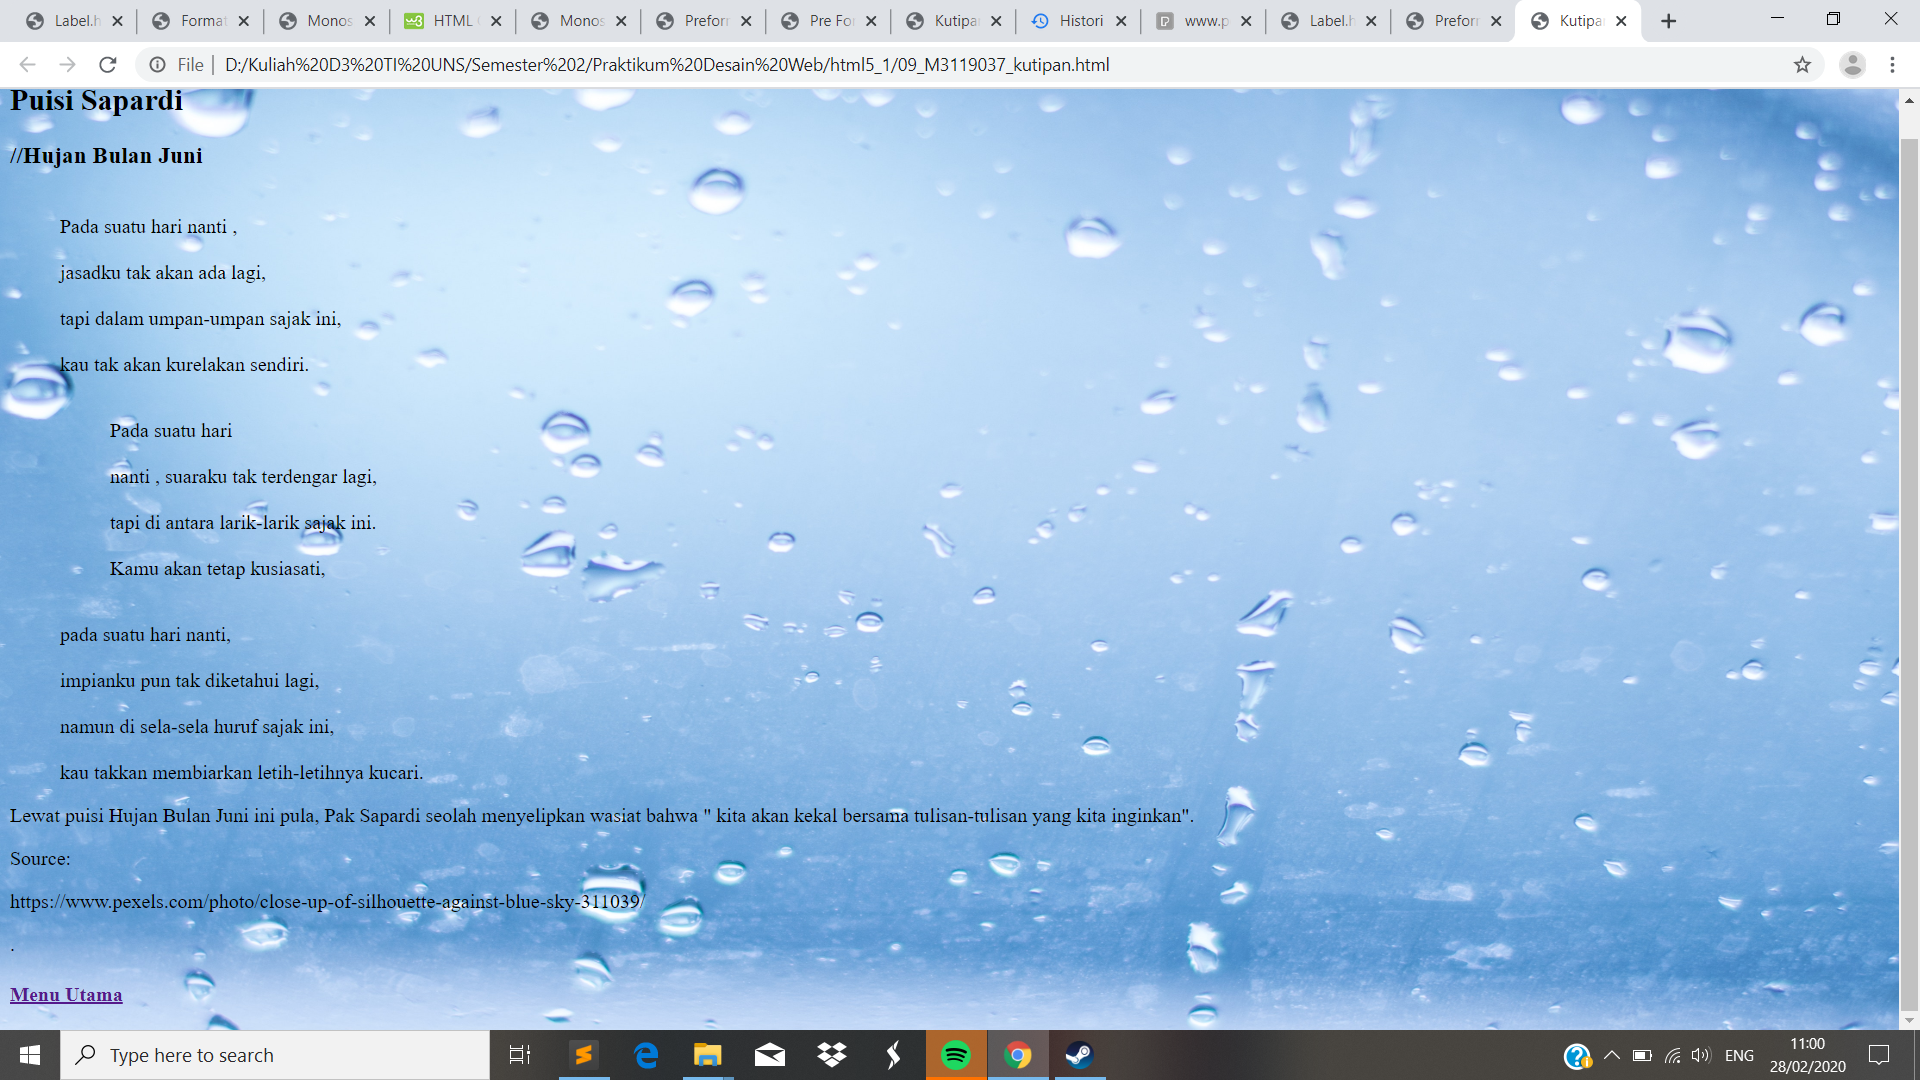 Label.h
Format
Monos
HTML
Monos
Prefor
Pre Fo
Kutipa
Histori
www.p
Label.h
Prefor
Kutipa
File | D:/Kuliah%20D3%20TI%20UNS/Semester%202/Praktikum%20Desain%20Web/html5_1/09_M3119037_kutipan.html
Puisi Sapardi
//Hujan Bulan Juni
Pada suatu hari nanti ,
jasadku tak akan ada lagi,
tapi dalam umpan-umpan sajak ini,
kau tak akan kurelakan sendiri.
Pada suatu hari
nanti , suaraku tak terdengar lagi,
tapi di antara larik-larik sajak ini.
Kamu akan tetap kusiasati,
pada suatu hari nanti,
impianku pun tak diketahui lagi,
namun di sela-sela huruf sajak ini,
kau takkan membiarkan letih-letihnya kucari.
Lewat puisi Hujan Bulan Juni ini pula, Pak Sapardi seolah menyelipkan wasiat bahwa " kita akan kekal bersama tulisan-tulisan yang kita inginkan".
Source:
https://www.pexels.com/photo/close-up-of-silhouette-against-blue-sky-311039/
.
Menu Utama
Type here to search
ENG
11:00
28/02/2020